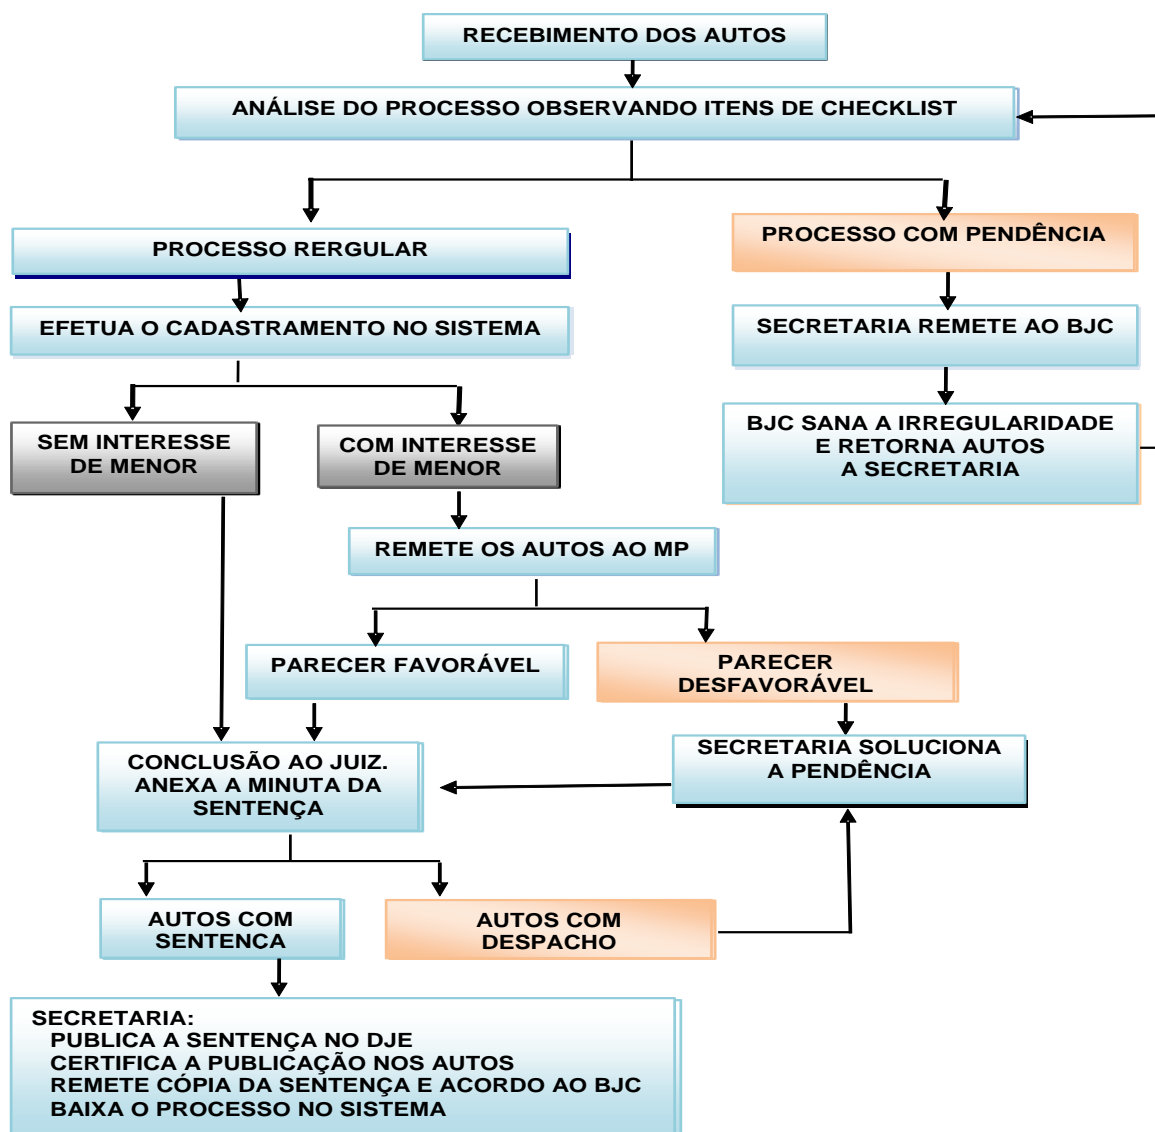 RECEBIMENTO DOS AUTOS
ANÁLISE DO PROCESSO OBSERVANDO ITENS DE CHECKLIST
PROCESSO RERGULAR
PROCESSO COM PENDÊNCIA
EFETUA O CADASTRAMENTO NO SISTEMA
SECRETARIA REMETE AO BJC
SEM INTERESSE
DE MENOR
COM INTERESSE
DE MENOR
BJC SANA A IRREGULARIDADE
E RETORNA AUTOS
A SECRETARIA
REMETE OS AUTOS AO MP
PARECER FAVORÁVEL
PARECER
DESFAVORÁVEL
CONCLUSÃO AO JUIZ.
ANEXA A MINUTA DA
SENTENÇA
SECRETARIA SOLUCIONA
A PENDÊNCIA
AUTOS COM
SENTENÇA
AUTOS COM
DESPACHO
SECRETARIA:
PUBLICA A SENTENÇA NO DJE
CERTIFICA A PUBLICAÇÃO NOS AUTOS
REMETE CÓPIA DA SENTENÇA E ACORDO AO BJC
BAIXA O PROCESSO NO SISTEMA